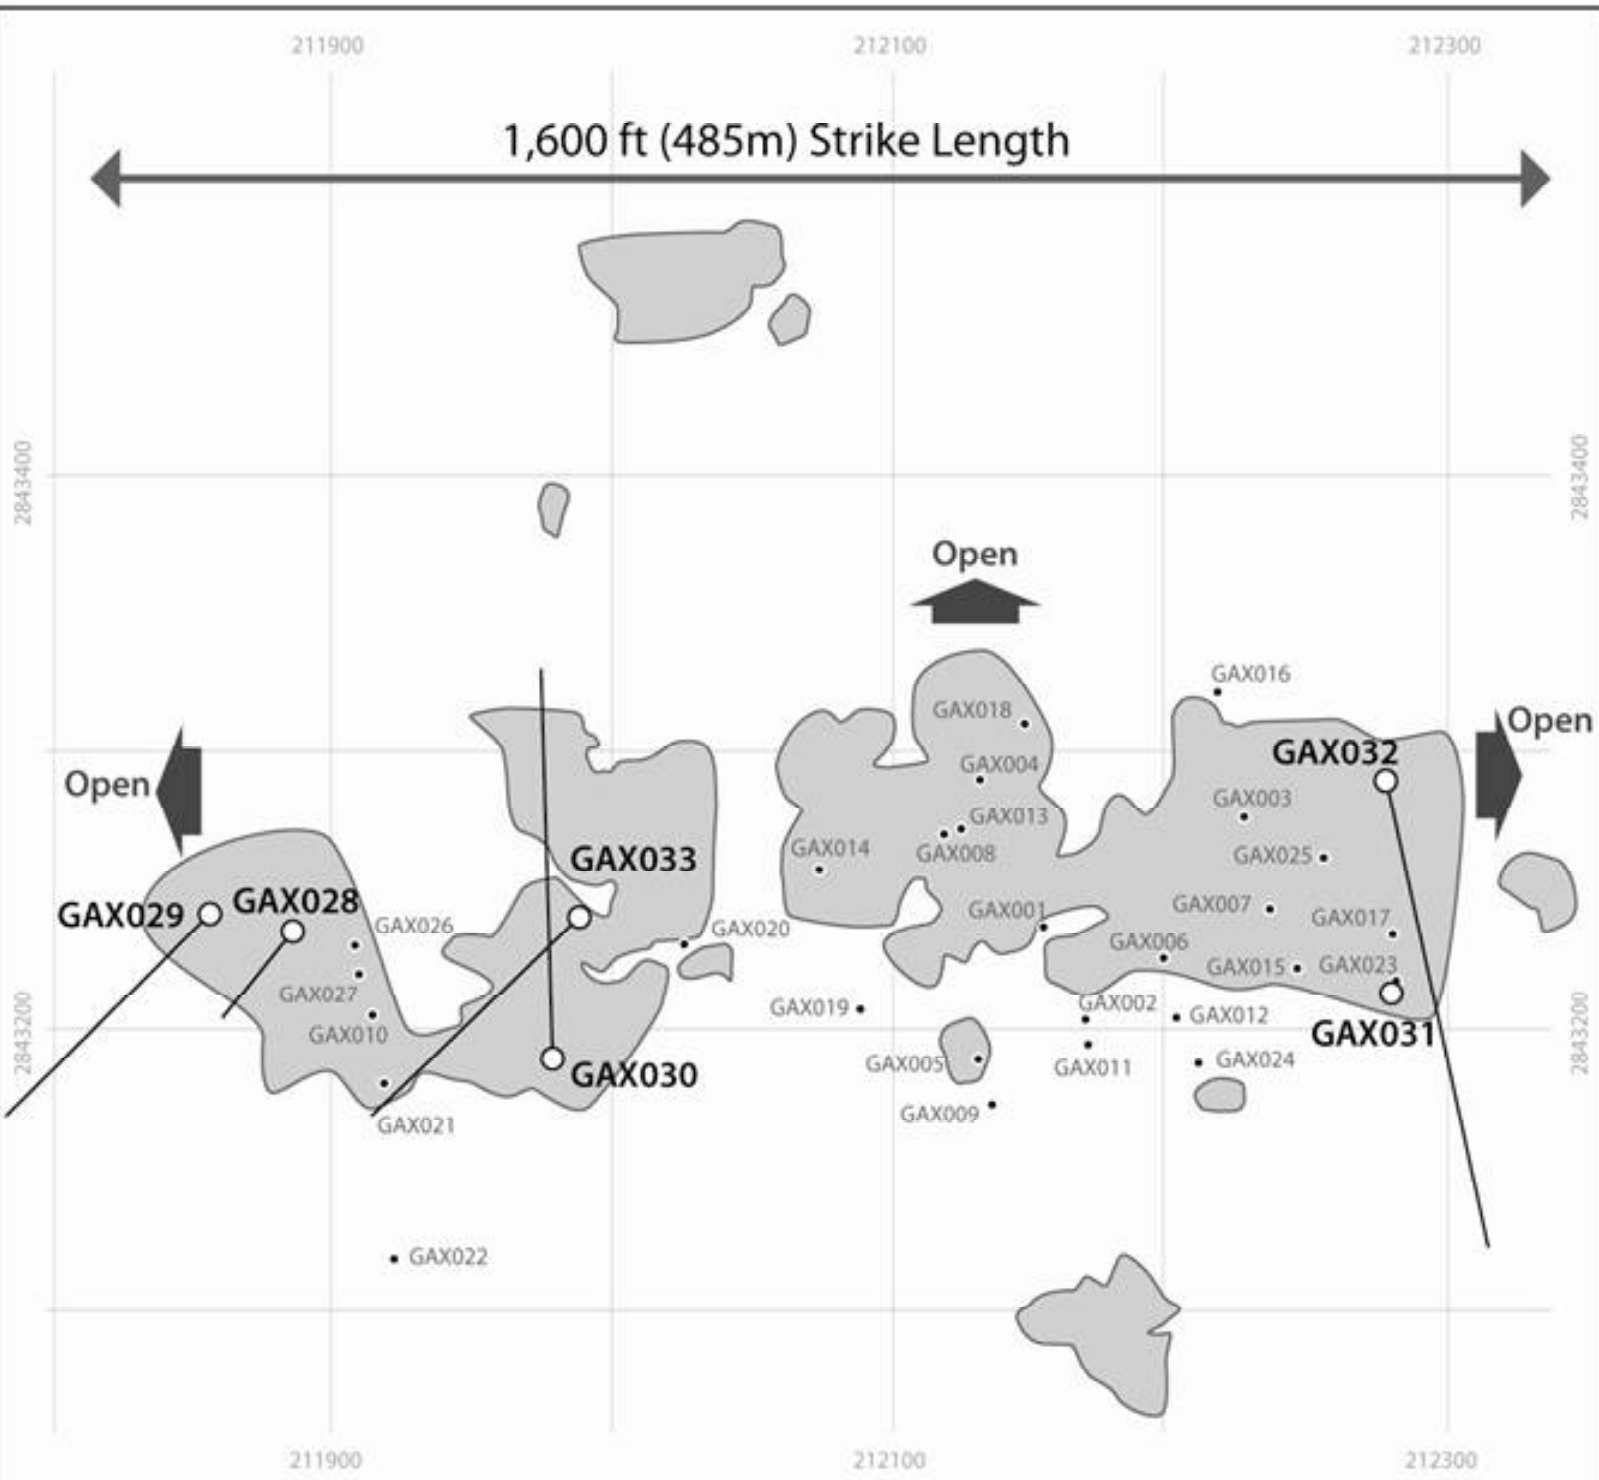 211900 212100 212300
1,600 ft (485m) Strike Length
2843400 2843400
Open
GAX016
GAX018
Open
GAX032
GAX004
Open
GAX003
GAX013
GAX014
GAX008
GAX033
GAX025
GAX028
GAX029
GAX007
GAX001
GAX017
GAX026
GAX020
GAX006
GAX015
GAX023
GAX027
GAX019
GAX002
GAX012
GAX010
GAX031
2843200 2843200
GAX005
GAX011
GAX024
GAX030
GAX009
GAX021
GAX022
211900 212100 212300